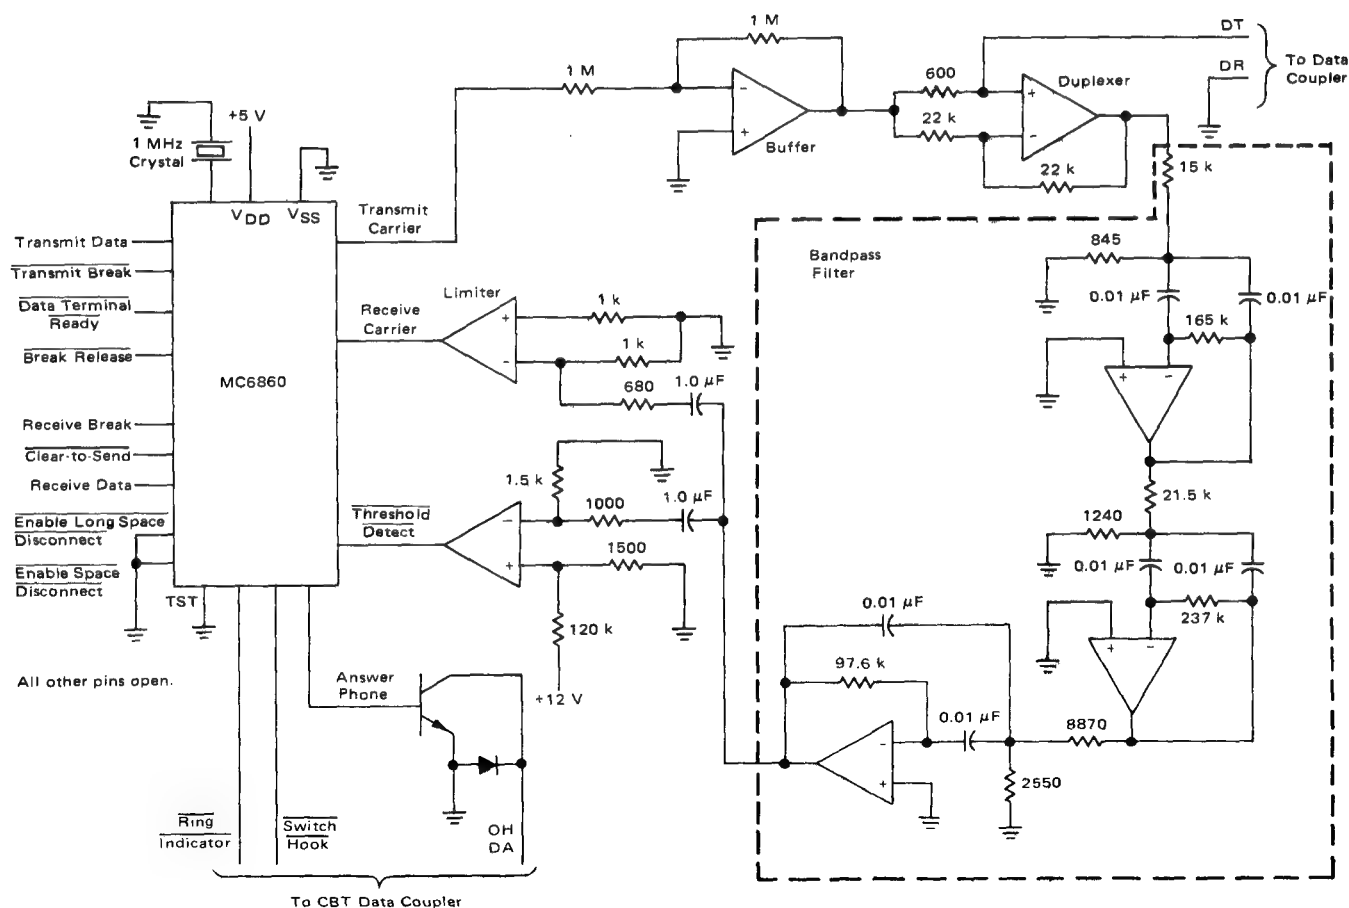 1 M
DT
DR
To Data
Coupler
1 M
600
Duplexer
22 k
Buffer
22 k
15 k
+5 V
1 MHz
Crystal
VDD
VSS
Transmit
Carrier
Transmit Data
Transmit Break
Data Terminal
Ready
Break Release
MC6860
Receive Break
Clear-to-Send
Receive Data
Enable Long Space
Disconnect
Enable Space
Disconnect
TST
Receive
Carrier
Limiter
+
-
1 k
1 k
680
1.0 µF
Threshold
Detect
1.5 k
1000
1.0 µF
1500
120 k
+12 V
Bandpass
Filter
845
0.01 µF
0.01 µF
165 k
+
-
21.5 k
1240
0.01 µF
0.01 µF
237 k
+
-
0.01 µF
97.6 k
0.01 µF
8870
2550
-
+
All other pins open.
Answer
Phone
Ring
Indicator
Switch
Hook
OH
DA
To CBT Data Coupler